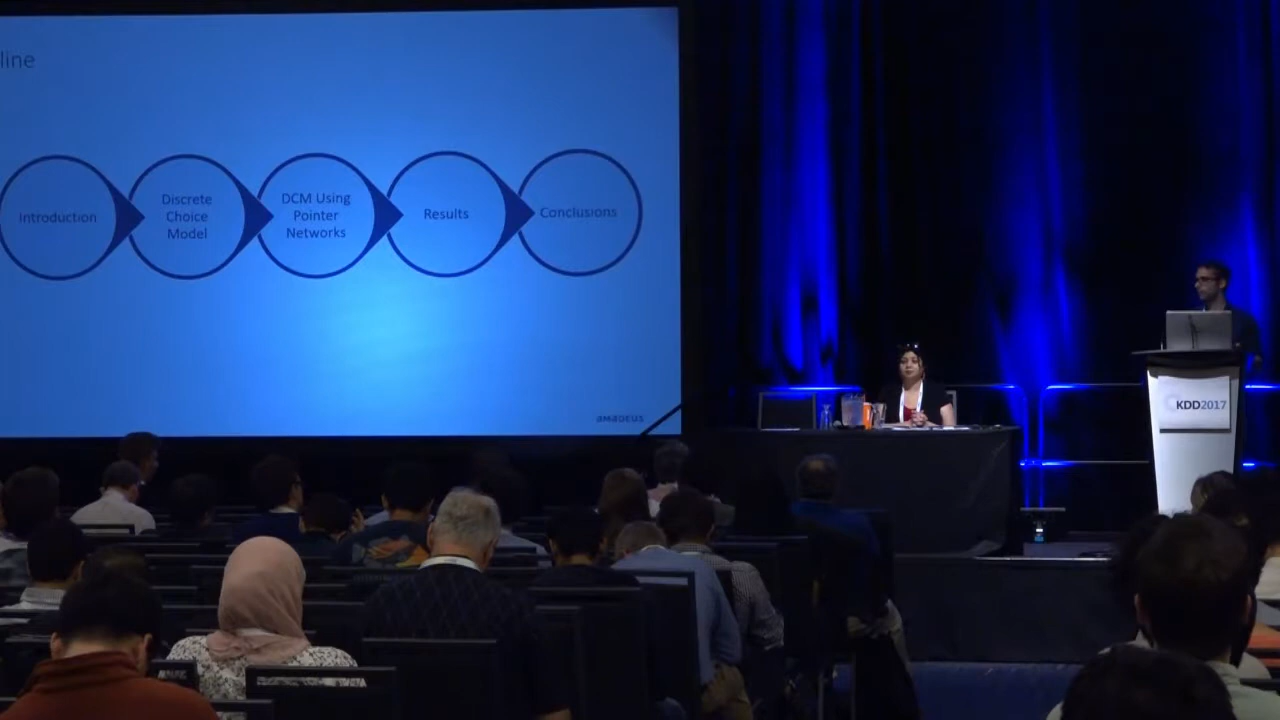 line
Introduction
Discrete
Choice
Model
DCM Using
Pointer
Networks
Results
Conclusions
amadeus
KDD2017